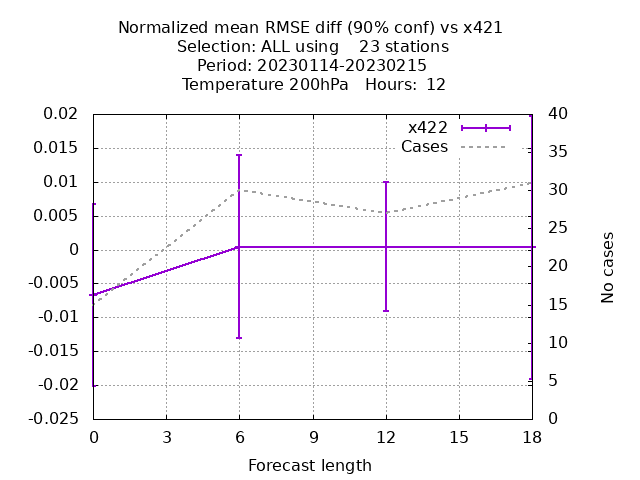 Normalized mean RMSE diff (90% conf) vs x421
Selection: ALL using    23 stations
Period: 20230114-20230215
Temperature 200hPa   Hours:  12
0.02
0.015
0.01
0.005
0
-0.005
-0.01
-0.015
-0.02
-0.025
x422
Cases
40
35
30
25
20
15
10
5
0
No cases
0 3 6 9 12 15 18
Forecast length